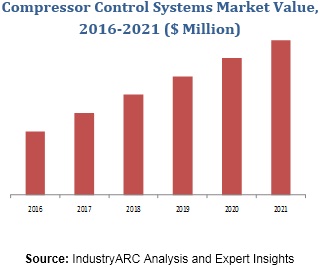 Compressor Control Systems Market Value,
2016-2021 ($ Million)
2016 2017 2018 2019 2020 2021
Source: IndustryARC Analysis and Expert Insights